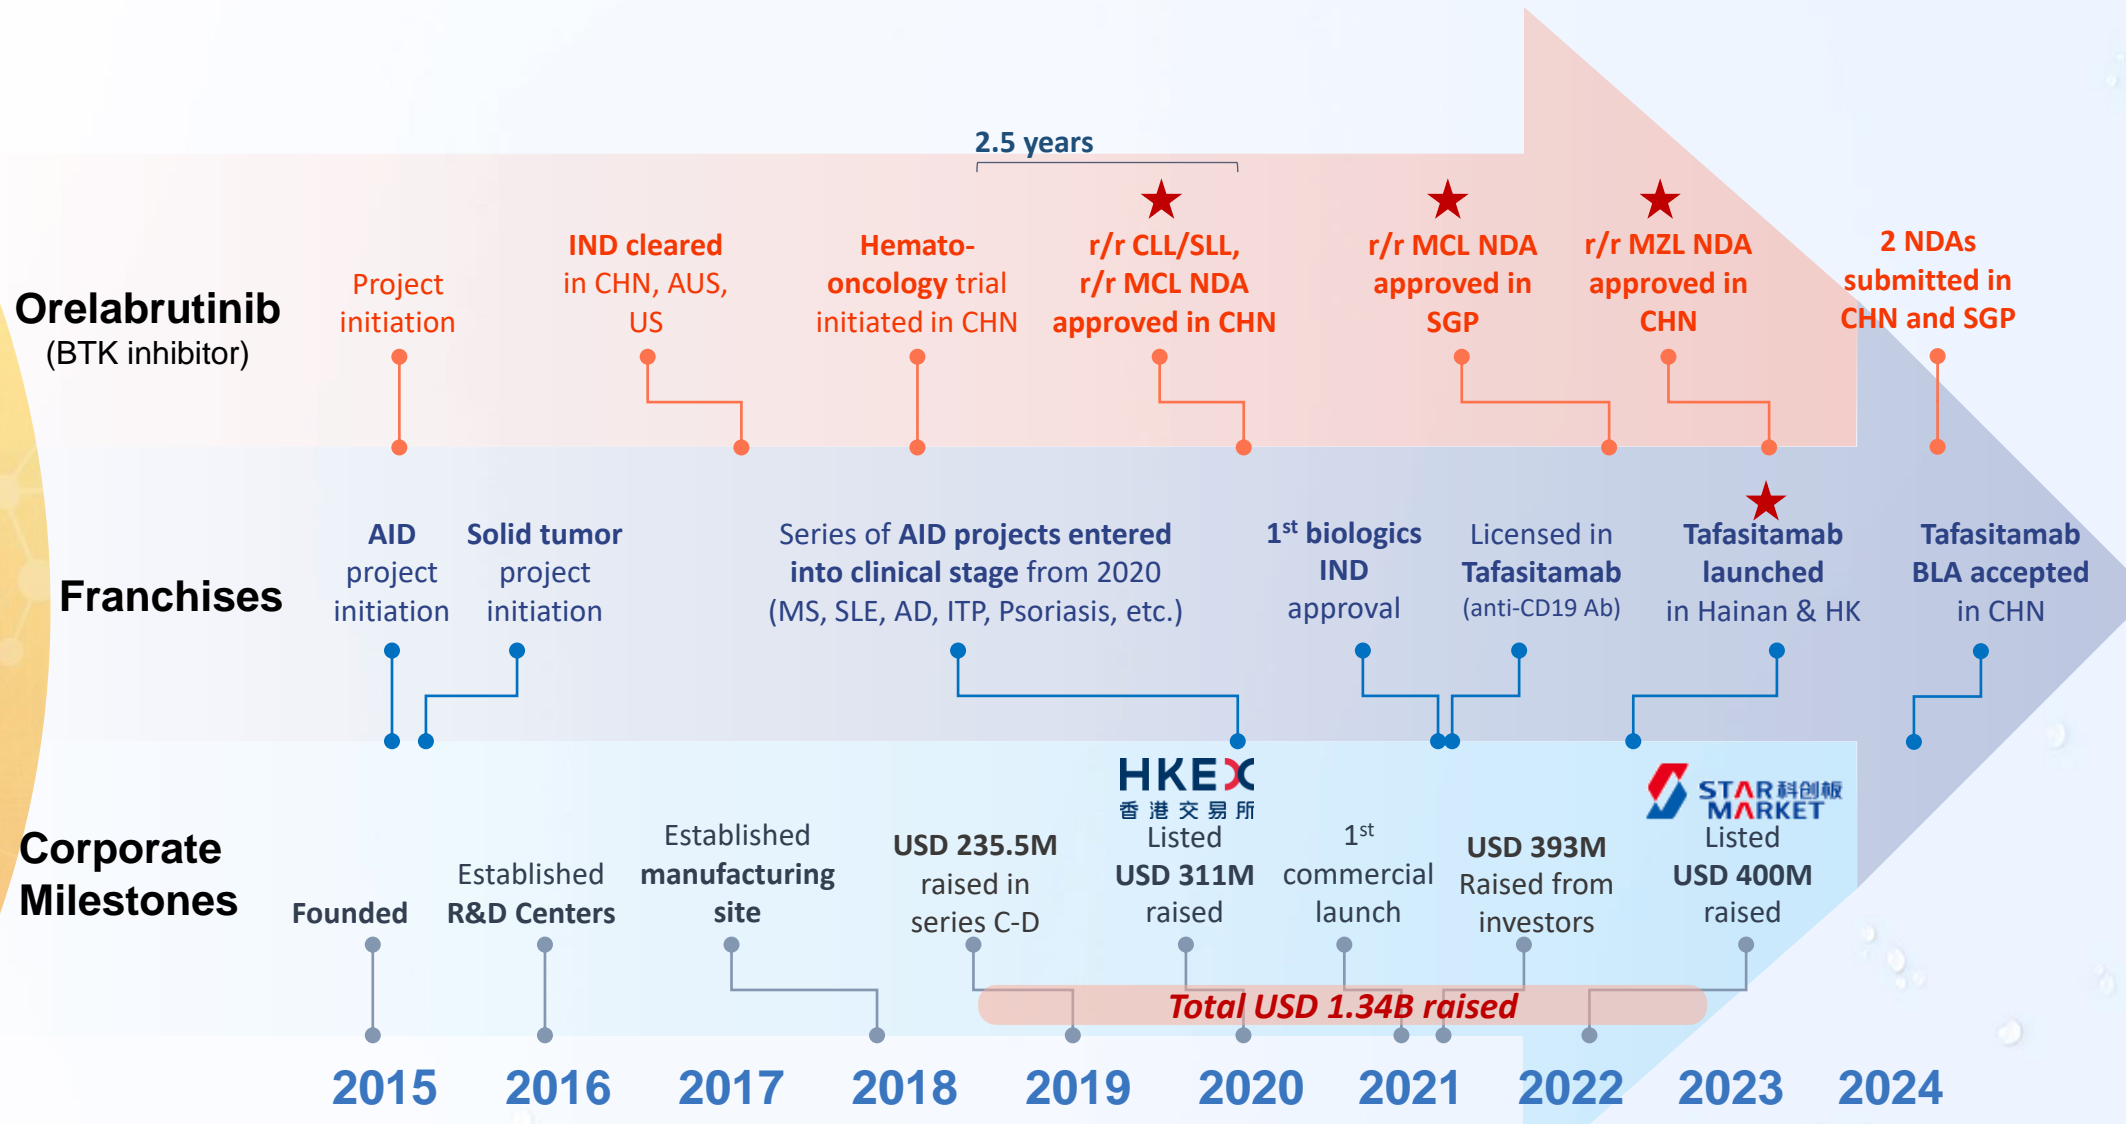 2.5 years
Orelabrutinib
(BTK inhibitor)
Project
initiation
IND cleared
in CHN, AUS,
US
Hemato-
oncology trial
initiated in CHN
r/r CLL/SLL,
r/r MCL NDA
approved in CHN
r/r MCL NDA
approved in
SGP
r/r MZL NDA
approved in
CHN
2 NDAs
submitted in
CHN and SGP
Franchises
AID
project
initiation
Solid tumor
project
initiation
Series of AID projects entered
into clinical stage from 2020
(MS, SLE, AD, ITP, Psoriasis, etc.)
1st biologics
IND
approval
Licensed in
Tafasitamab
(anti-CD19 Ab)
Tafasitamab
launched
in Hainan & HK
Tafasitamab
BLA accepted
in CHN
Corporate
Milestones
Founded
Established
R&D Centers
Established
manufacturing
site
USD 235.5M
raised in
series C-D
HKEX
香港交易所
Listed
USD 311M
raised
1st
commercial
launch
USD 393M
Raised from
investors
STAR科创板
MARKET
Listed
USD 400M
raised
Total USD 1.34B raised
2015
2016
2017
2018
2019
2020
2021
2022
2023
2024